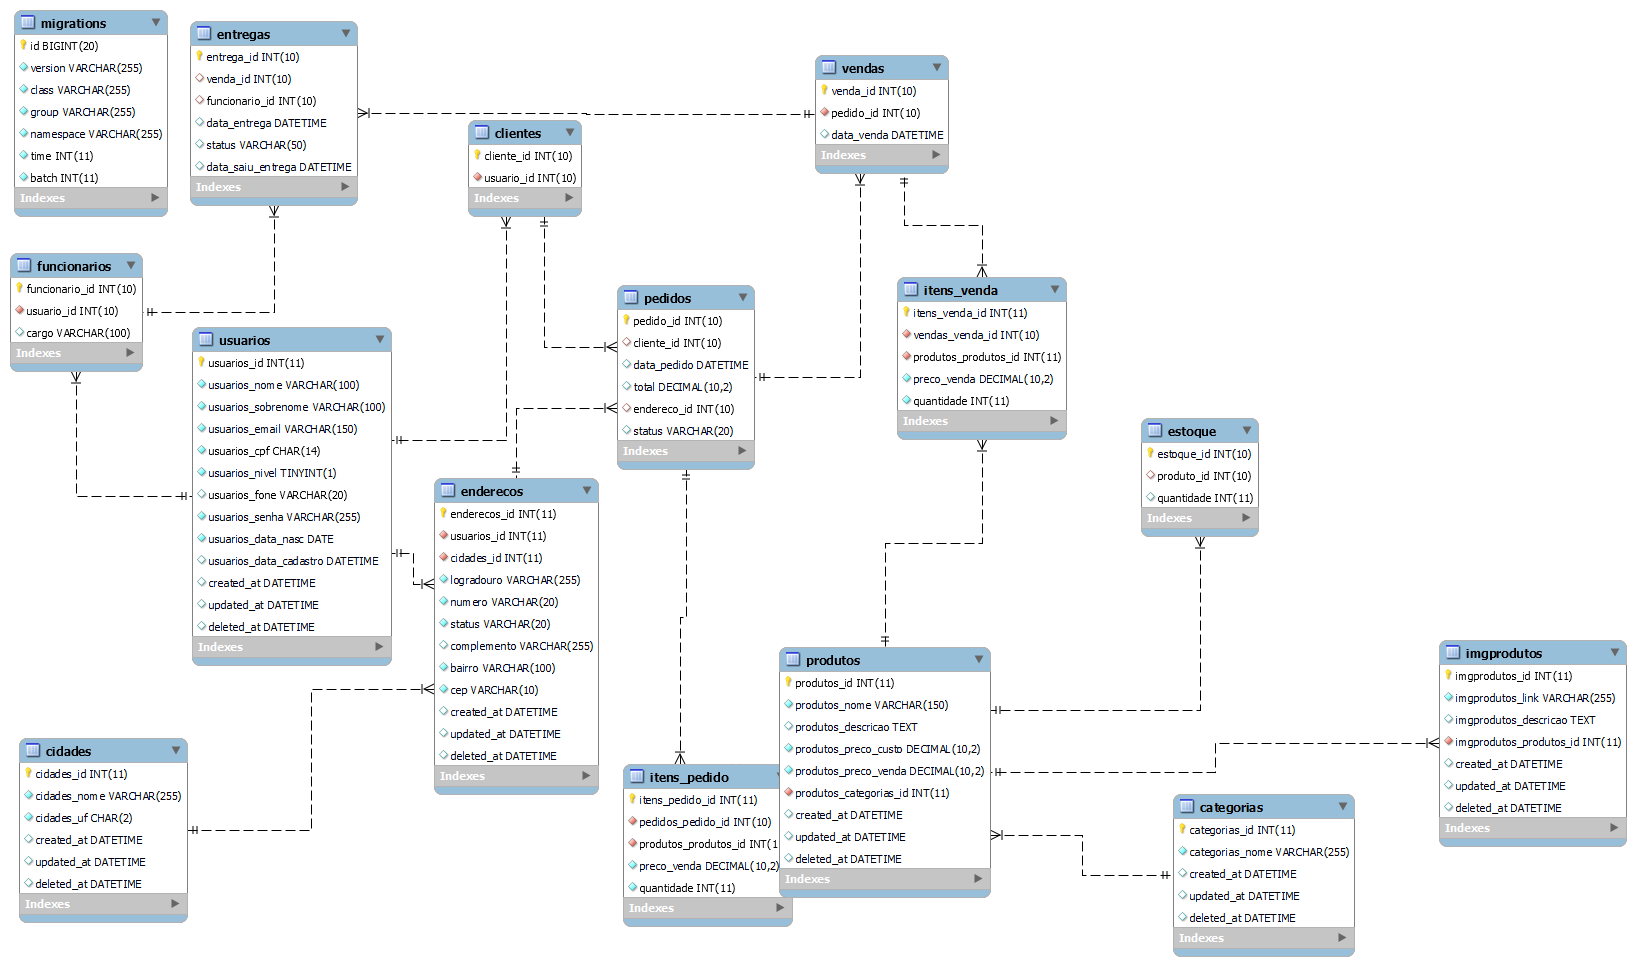 migrations
id BIGINT(20)
version VARCHAR(255)
class VARCHAR(255)
group VARCHAR(255)
namespace VARCHAR(255)
time INT(11)
batch INT(11)
Indexes
entregas
entrega_id INT(10)
venda_id INT(10)
funcionario_id INT(10)
data_entrega DATETIME
status VARCHAR(50)
data_saiu_entrega DATETIME
Indexes
clientes
cliente_id INT(10)
usuario_id INT(10)
Indexes
vendas
venda_id INT(10)
pedido_id INT(10)
data_venda DATETIME
Indexes
funcionarios
funcionario_id INT(10)
usuario_id INT(10)
cargo VARCHAR(100)
Indexes
usuarios
usuarios_id INT(11)
usuarios_nome VARCHAR(100)
usuarios_sobrenome VARCHAR(100)
usuarios_email VARCHAR(150)
usuarios_cpf CHAR(14)
usuarios_nivel TINYINT(1)
usuarios_fone VARCHAR(20)
usuarios_senha VARCHAR(255)
usuarios_data_nasc DATE
usuarios_data_cadastro DATETIME
created_at DATETIME
updated_at DATETIME
deleted_at DATETIME
Indexes
pedidos
pedido_id INT(10)
cliente_id INT(10)
data_pedido DATETIME
total DECIMAL(10,2)
endereco_id INT(10)
status VARCHAR(20)
Indexes
itens_venda
itens_venda_id INT(11)
vendas_venda_id INT(10)
produtos_produtos_id INT(11)
preco_venda DECIMAL(10,2)
quantidade INT(11)
Indexes
estoque
estoque_id INT(10)
produto_id INT(10)
quantidade INT(11)
Indexes
enderecos
enderecos_id INT(11)
usuarios_id INT(11)
cidades_id INT(11)
logradouro VARCHAR(255)
numero VARCHAR(20)
status VARCHAR(20)
complemento VARCHAR(255)
bairro VARCHAR(100)
cep VARCHAR(10)
created_at DATETIME
updated_at DATETIME
deleted_at DATETIME
Indexes
cidades
cidades_id INT(11)
cidades_nome VARCHAR(255)
cidades_uf CHAR(2)
created_at DATETIME
updated_at DATETIME
deleted_at DATETIME
Indexes
itens_pedido
itens_pedido_id INT(11)
pedidos_pedido_id INT(10)
produtos_produtos_id INT(1
preco_venda DECIMAL(10,2)
quantidade INT(11)
Indexes
produtos
produtos_id INT(11)
produtos_nome VARCHAR(150)
produtos_descricao TEXT
produtos_preco_custo DECIMAL(10,2)
produtos_preco_venda DECIMAL(10,2)
produtos_categorias_id INT(11)
created_at DATETIME
updated_at DATETIME
deleted_at DATETIME
Indexes
categorias
categorias_id INT(11)
categorias_nome VARCHAR(255)
created_at DATETIME
updated_at DATETIME
deleted_at DATETIME
Indexes
imgprodutos
imgprodutos_id INT(11)
imgprodutos_link VARCHAR(255)
imgprodutos_descricao TEXT
imgprodutos_produtos_id INT(11)
created_at DATETIME
updated_at DATETIME
deleted_at DATETIME
Indexes